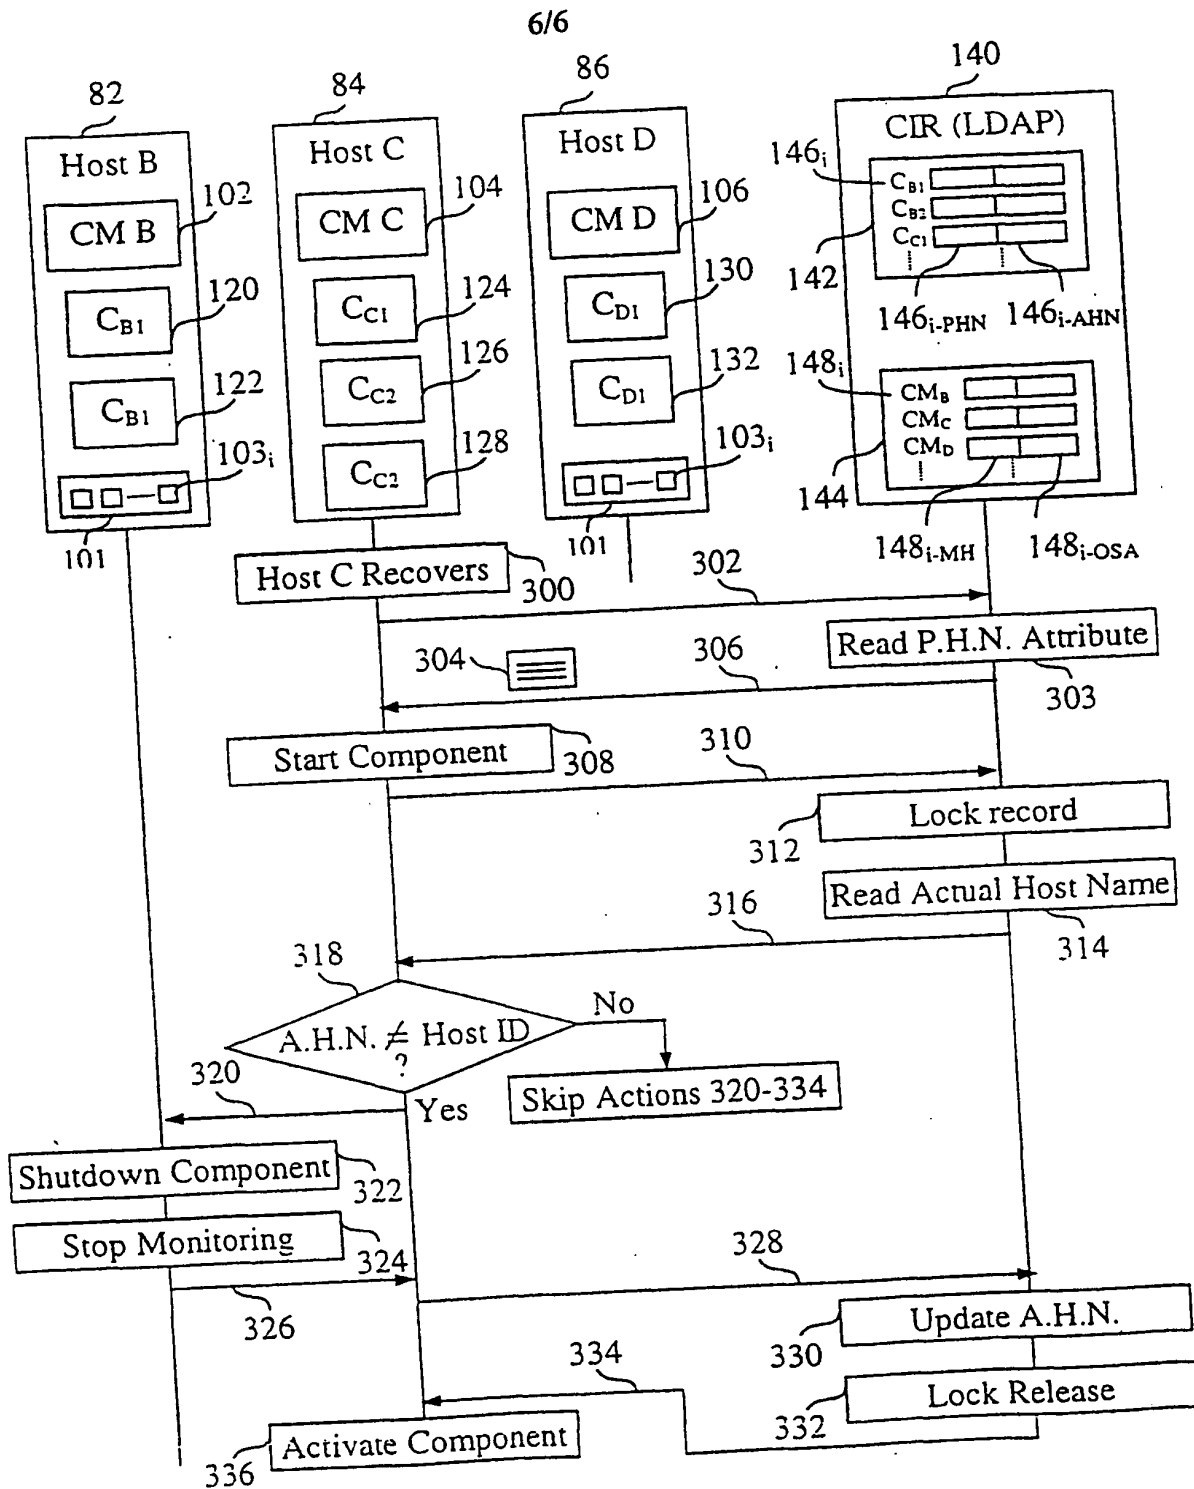 6/6
82
84
86
140
Host B
Host C
Host D
CIR (LDAP)
102
CM B
104
CM C
106
CM D
146i
CB1
CB2
CC1
142
120
CB1
124
CC1
130
CD1
146i-PHN
146i-AHN
122
CB1
126
CC2
132
CD1
148i
CMB
CMC
CMD
144
103i
128
CC2
103i
101
101
148i-MH
148i-OSA
Host C Recovers
300
302
Read P.H.N. Attribute
303
304
306
Start Component
308
310
Lock record
312
Read Actual Host Name
314
316
318
A.H.N. ≠ Host ID
?
No
Skip Actions 320-334
320
Yes
Shutdown Component
322
Stop Monitoring
324
326
328
Update A.H.N.
330
334
Lock Release
332
Activate Component
336